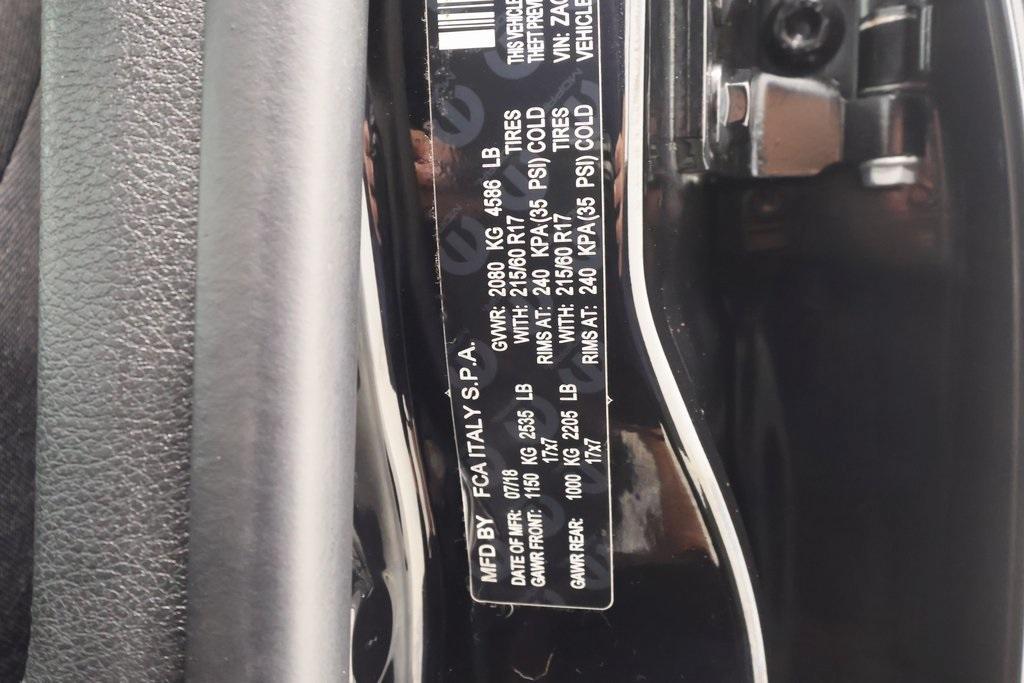 MFD BY FCA ITALY S.P.A.
DATE OF MFR: 07/18 GVWR: 2080 KG 4586 LB
GAWR FRONT: 1150 KG 2535 LB WITH: 215/60 R17 TIRES
17x7 RIMS AT: 240 KPA(35 PSI) COLD
GAWR REAR: 1000 KG 2205 LB WITH: 215/60 R17 TIRES
17x7 RIMS AT: 240 KPA(35 PSI) COLD
THIS VEHICLE
THEFT
VIN:
VEHICLE